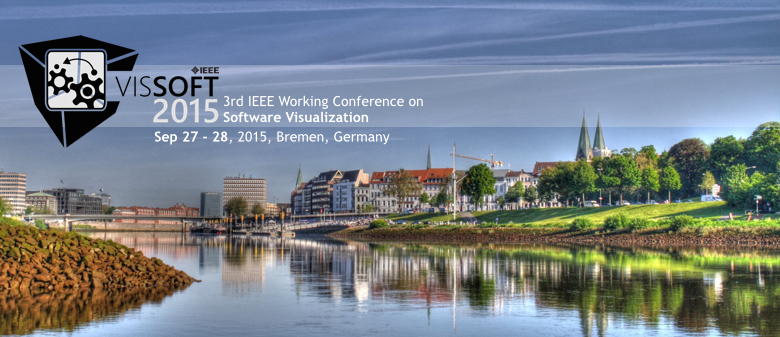 IEEE
VISSOFT
2015
3rd IEEE Working Conference on
Software Visualization
Sep 27 - 28, 2015, Bremen, Germany